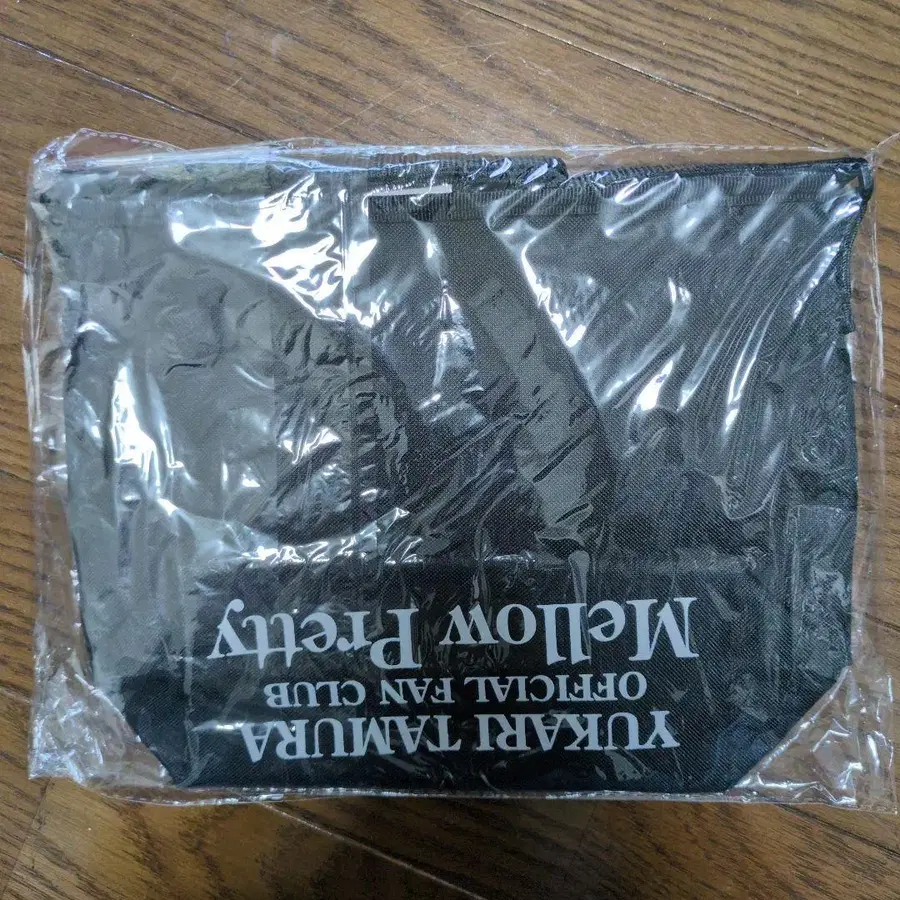 YUKARI TAMURA
OFFICIAL FAN CLUB
Mellow Pretty